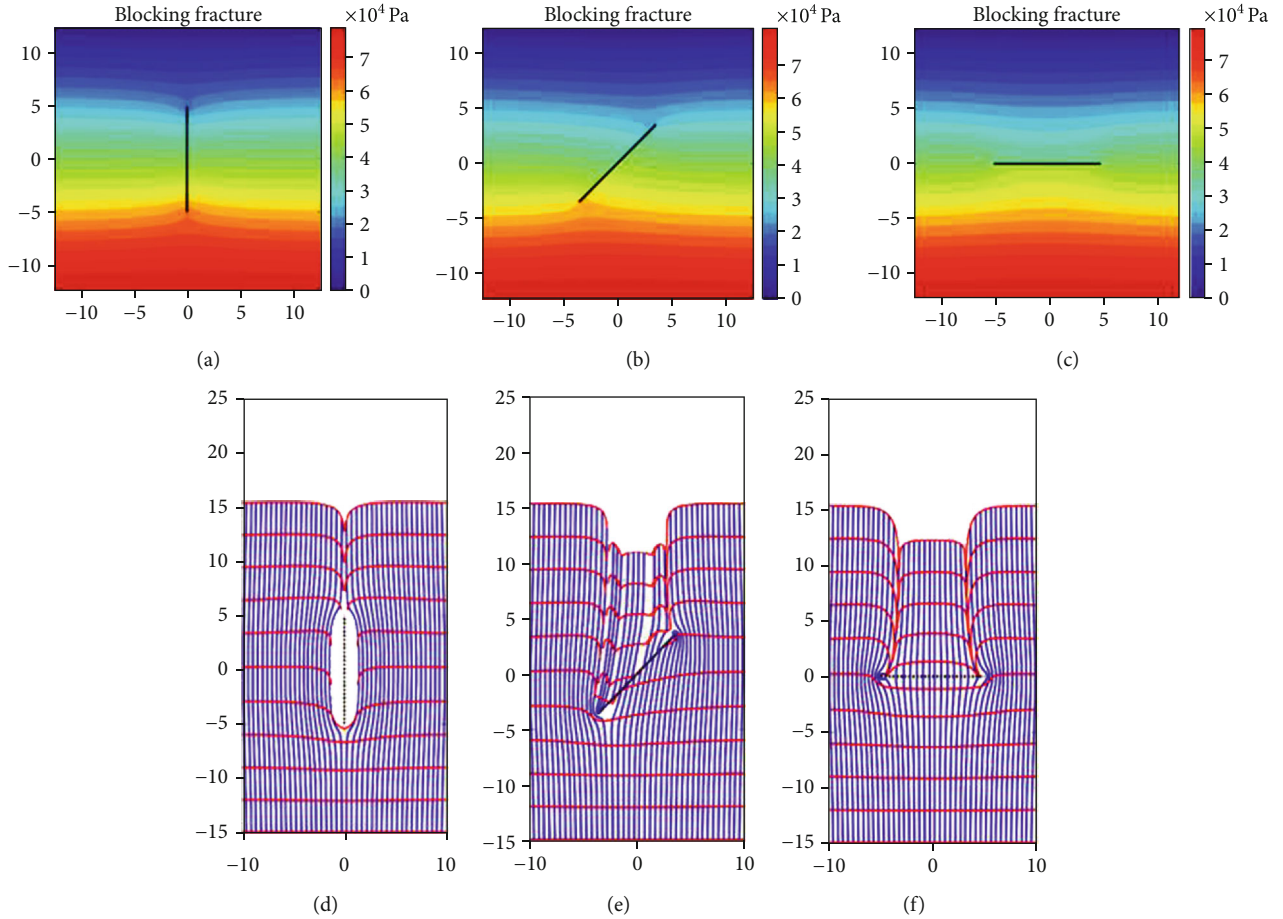 Blocking fracture ×10⁴ Pa Blocking fracture ×10⁴ Pa Blocking fracture ×10⁴ Pa
10 7 10 7 10 7
5 6 5 6 5 6
0 5 0 5 0 5
−5 4 −5 4 −5 4
−10 3 −10 3 −10 3
2 2 2
1 1 1
0 0 0
−10 −5 0 5 10 −10 −5 0 5 10 −10 −5 0 5 10
(a) (b) (c)
25 25 25
20 20 20
15 15 15
10 10 10
5 5 5
0 0 0
−5 −5 −5
−10 −10 −10
−15 −15 −15
−10 0 10 −10 0 10 −10 0 10
(d) (e) (f)